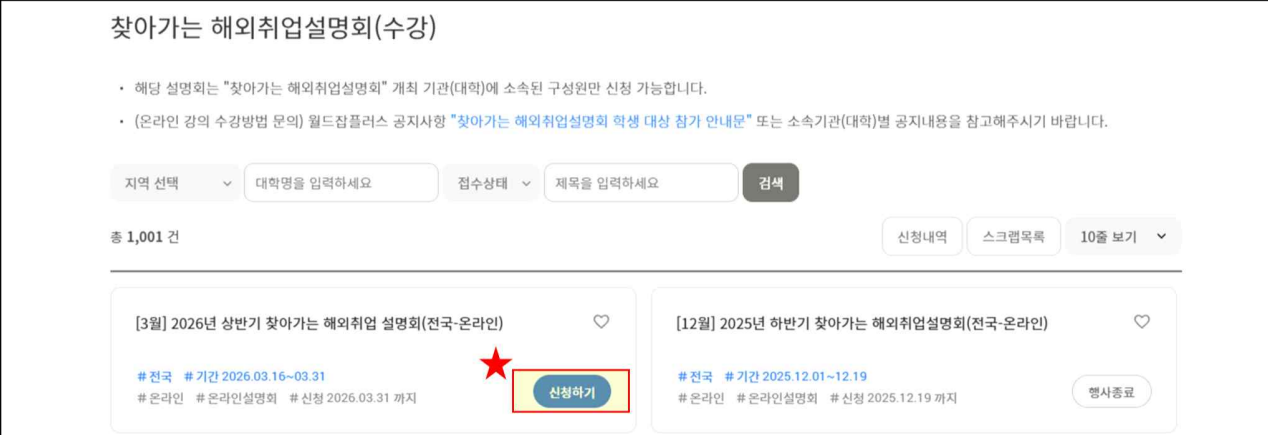 찾아가는 해외취업설명회(수강)
• 해당 설명회는 "찾아가는 해외취업설명회" 개최 기관(대학)에 소속된 구성원만 신청 가능합니다.
• (온라인 강의 수강방법 문의) 월드잡플러스 공지사항 "찾아가는 해외취업설명회 학생 대상 참가 안내문" 또는 소속기관(대학)별 공지내용을 참고해주시기 바랍니다.
지역 선택 대학명을 입력하세요 접수상태 제목을 입력하세요 검색
총 1,001 건 신청내역 스크랩목록 10줄 보기
[3월] 2026년 상반기 찾아가는 해외취업 설명회(전국-온라인)
#전국 #기간 2026.03.16~03.31
#온라인 #온라인설명회 #신청 2026.03.31 까지
신청하기
[12월] 2025년 하반기 찾아가는 해외취업설명회(전국-온라인)
#전국 #기간 2025.12.01~12.19
#온라인 #온라인설명회 #신청 2025.12.19 까지
행사종료